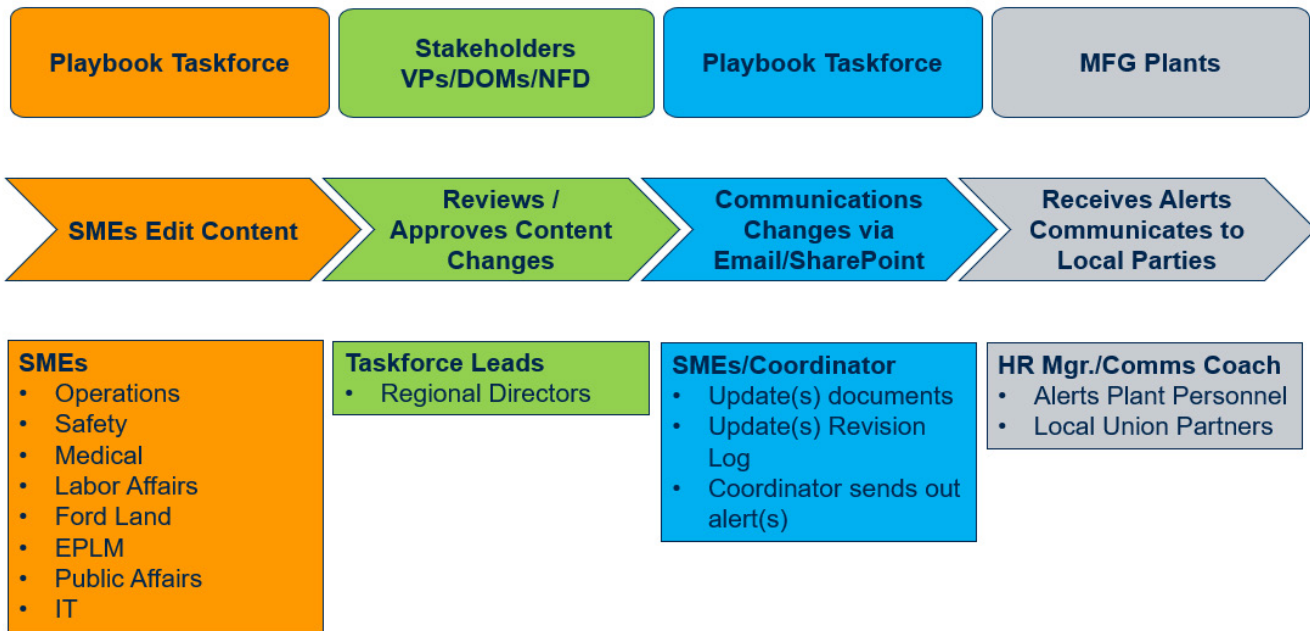 Playbook Taskforce
Stakeholders
VPs/DOMs/NFD
Playbook Taskforce
MFG Plants
SMEs Edit Content
Reviews /
Approves Content
Changes
Communications
Changes via
Email/SharePoint
Receives Alerts
Communicates to
Local Parties
SMEs
• Operations
• Safety
• Medical
• Labor Affairs
• Ford Land
• EPLM
• Public Affairs
• IT
Taskforce Leads
• Regional Directors
SMEs/Coordinator
• Update(s) documents
• Update(s) Revision
Log
• Coordinator sends out
alert(s)
HR Mgr./Comms Coach
• Alerts Plant Personnel
• Local Union Partners